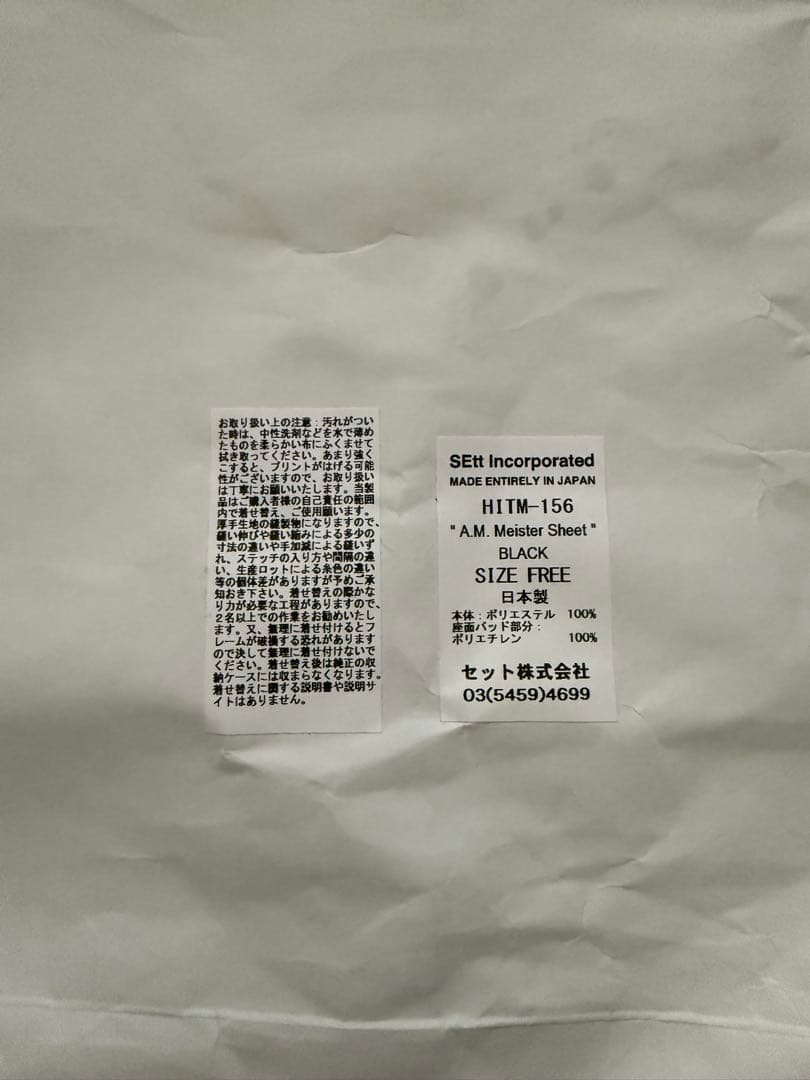 お取り扱い上の注意：汚れがつい
た時は、中性洗剤などを水で薄め
たものを柔らかい布にふくませて
拭き取ってください。あまり強く
こすると、プリントがはげる可能
性がございますので、お取り扱い
は丁寧にお願いいたします。当製
品はご購入者様の自己責任の範囲
内で着せ替え、ご使用願います。
厚手生地の縫製物になりますので、
縫い伸びや縫い縮みによる多少の
寸法の違いや手加減による縫いず
れ、ステッチの入り方や間隔の違
い、生産ロットによる糸色の違い
等の個体差がありますが予めご承
知おき下さい。着せ替えの際かな
り力が必要な工程がありますので、
2名以上での作業をお勧めいたし
ます。又、無理に着せ付けるとフ
レームが破損する恐れがあります
ので決して無理に着せ付けないで
ください。着せ替え後は純正の収
納ケースには収まらなくなります。
着せ替えに関する説明書や説明サ
イトはありません。
SEtt Incorporated
MADE ENTIRELY IN JAPAN
HITM-156
" A.M. Meister Sheet "
BLACK
SIZE FREE
日本製
本体：ポリエステル 100%
座面パッド部分：
ポリエチレン 100%
セット株式会社
03(5459)4699